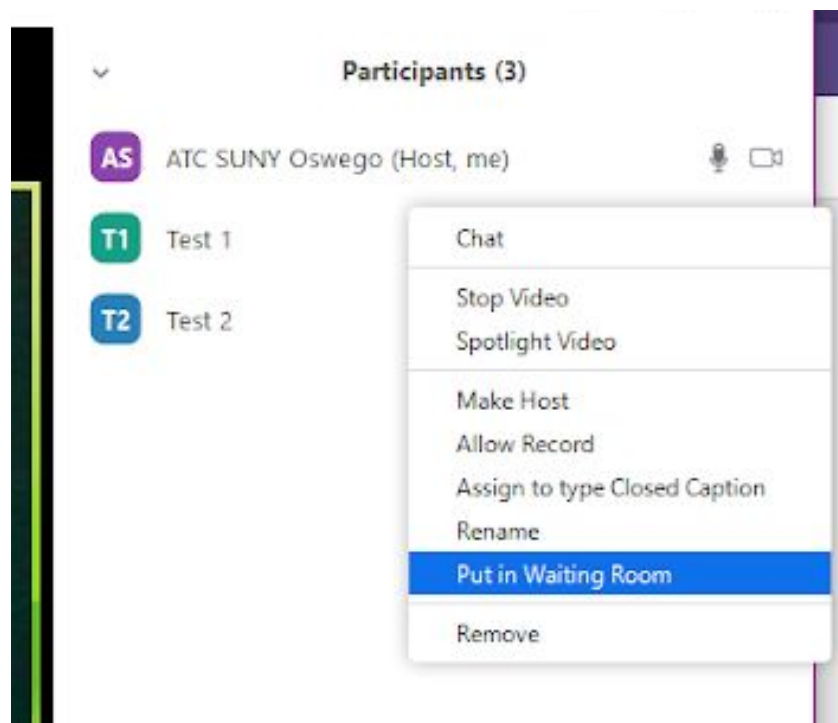 Participants (3)
AS ATC SUNY Oswego (Host, me)
T1 Test 1
T2 Test 2
Chat
Stop Video
Spotlight Video
Make Host
Allow Record
Assign to type Closed Caption
Rename
Put in Waiting Room
Remove